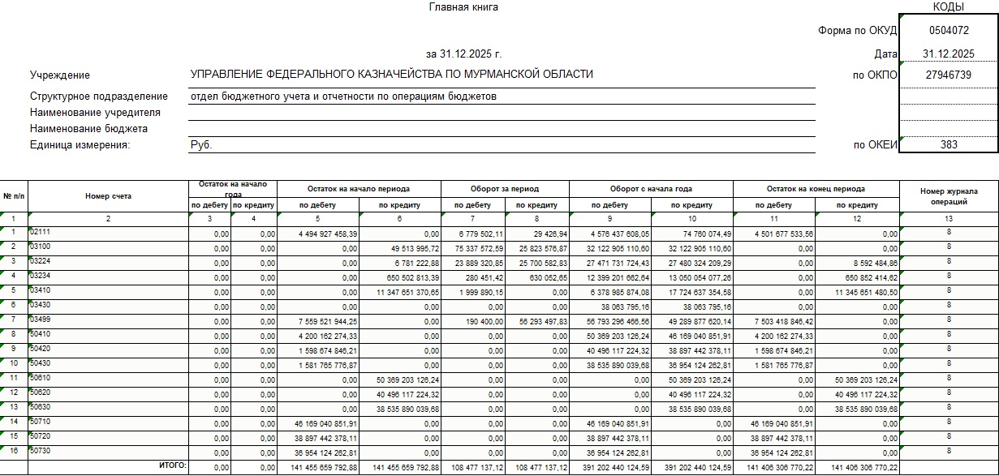 Главная книга
КОДЫ
Форма по ОКУД 0504072
за 31.12.2025 г. Дата 31.12.2025
Учреждение УПРАВЛЕНИЕ ФЕДЕРАЛЬНОГО КАЗНАЧЕЙСТВА ПО МУРМАНСКОЙ ОБЛАСТИ по ОКПО 27946739
Структурное подразделение отдел бюджетного учета и отчетности по операциям бюджетов
Наименование учредителя
Наименование бюджета
Единица измерения: Руб. по ОКЕИ 383
№ п/п Номер счета Остаток на начало года Остаток на начало периода Оборот за период Оборот с начала года Остаток на конец периода Номер журнала операций
по дебету по кредиту по дебету по кредиту по дебету по кредиту по дебету по кредиту по дебету по кредиту
1 2 3 4 5 6 7 8 9 10 11 12 13
1 02111 0,00 0,00 4 494 927 458,39 0,00 6 779 502,11 29 426,94 4 576 437 608,05 74 760 074,49 4 501 677 533,56 0,00 8
2 03100 0,00 0,00 0,00 49 513 995,72 75 337 572,59 25 823 576,87 32 122 905 110,60 32 122 905 110,60 0,00 0,00 8
3 03224 0,00 0,00 0,00 6 781 222,88 23 889 320,85 25 700 582,83 27 471 731 724,43 27 480 324 209,29 0,00 8 592 484,86 8
4 03234 0,00 0,00 0,00 650 502 813,39 280 451,42 630 052,65 12 399 201 662,64 13 050 054 077,26 0,00 650 852 414,62 8
5 03410 0,00 0,00 0,00 11 347 651 370,65 1 999 890,15 0,00 6 378 985 874,08 17 724 637 354,58 0,00 11 345 651 480,50 8
6 03430 0,00 0,00 0,00 0,00 0,00 0,00 38 063 795,16 38 063 795,16 0,00 0,00 8
7 03499 0,00 0,00 7 559 521 944,25 0,00 190 400,00 56 293 497,83 56 793 296 466,56 49 289 877 620,14 7 503 418 846,42 0,00 8
8 50410 0,00 0,00 4 200 162 274,33 0,00 0,00 0,00 50 369 203 126,24 46 169 040 851,91 4 200 162 274,33 0,00 8
9 50420 0,00 0,00 1 598 674 846,21 0,00 0,00 0,00 40 496 117 224,32 38 897 442 378,11 1 598 674 846,21 0,00 8
10 50430 0,00 0,00 1 581 765 776,87 0,00 0,00 0,00 38 535 890 039,68 36 954 124 262,81 1 581 765 776,87 0,00 8
11 50610 0,00 0,00 0,00 50 369 203 126,24 0,00 0,00 0,00 50 369 203 126,24 0,00 50 369 203 126,24 8
12 50620 0,00 0,00 0,00 40 496 117 224,32 0,00 0,00 0,00 40 496 117 224,32 0,00 40 496 117 224,32 8
13 50630 0,00 0,00 0,00 38 535 890 039,68 0,00 0,00 0,00 38 535 890 039,68 0,00 38 535 890 039,68 8
14 50710 0,00 0,00 46 169 040 851,91 0,00 0,00 0,00 46 169 040 851,91 0,00 46 169 040 851,91 0,00 8
15 50720 0,00 0,00 38 897 442 378,11 0,00 0,00 0,00 38 897 442 378,11 0,00 38 897 442 378,11 0,00 8
16 50730 0,00 0,00 36 954 124 262,81 0,00 0,00 0,00 36 954 124 262,81 0,00 36 954 124 262,81 0,00 8
ИТОГО: 0,00 0,00 141 455 659 792,88 141 455 659 792,88 108 477 137,12 108 477 137,12 391 202 440 124,59 391 202 440 124,59 141 406 306 770,22 141 406 306 770,22